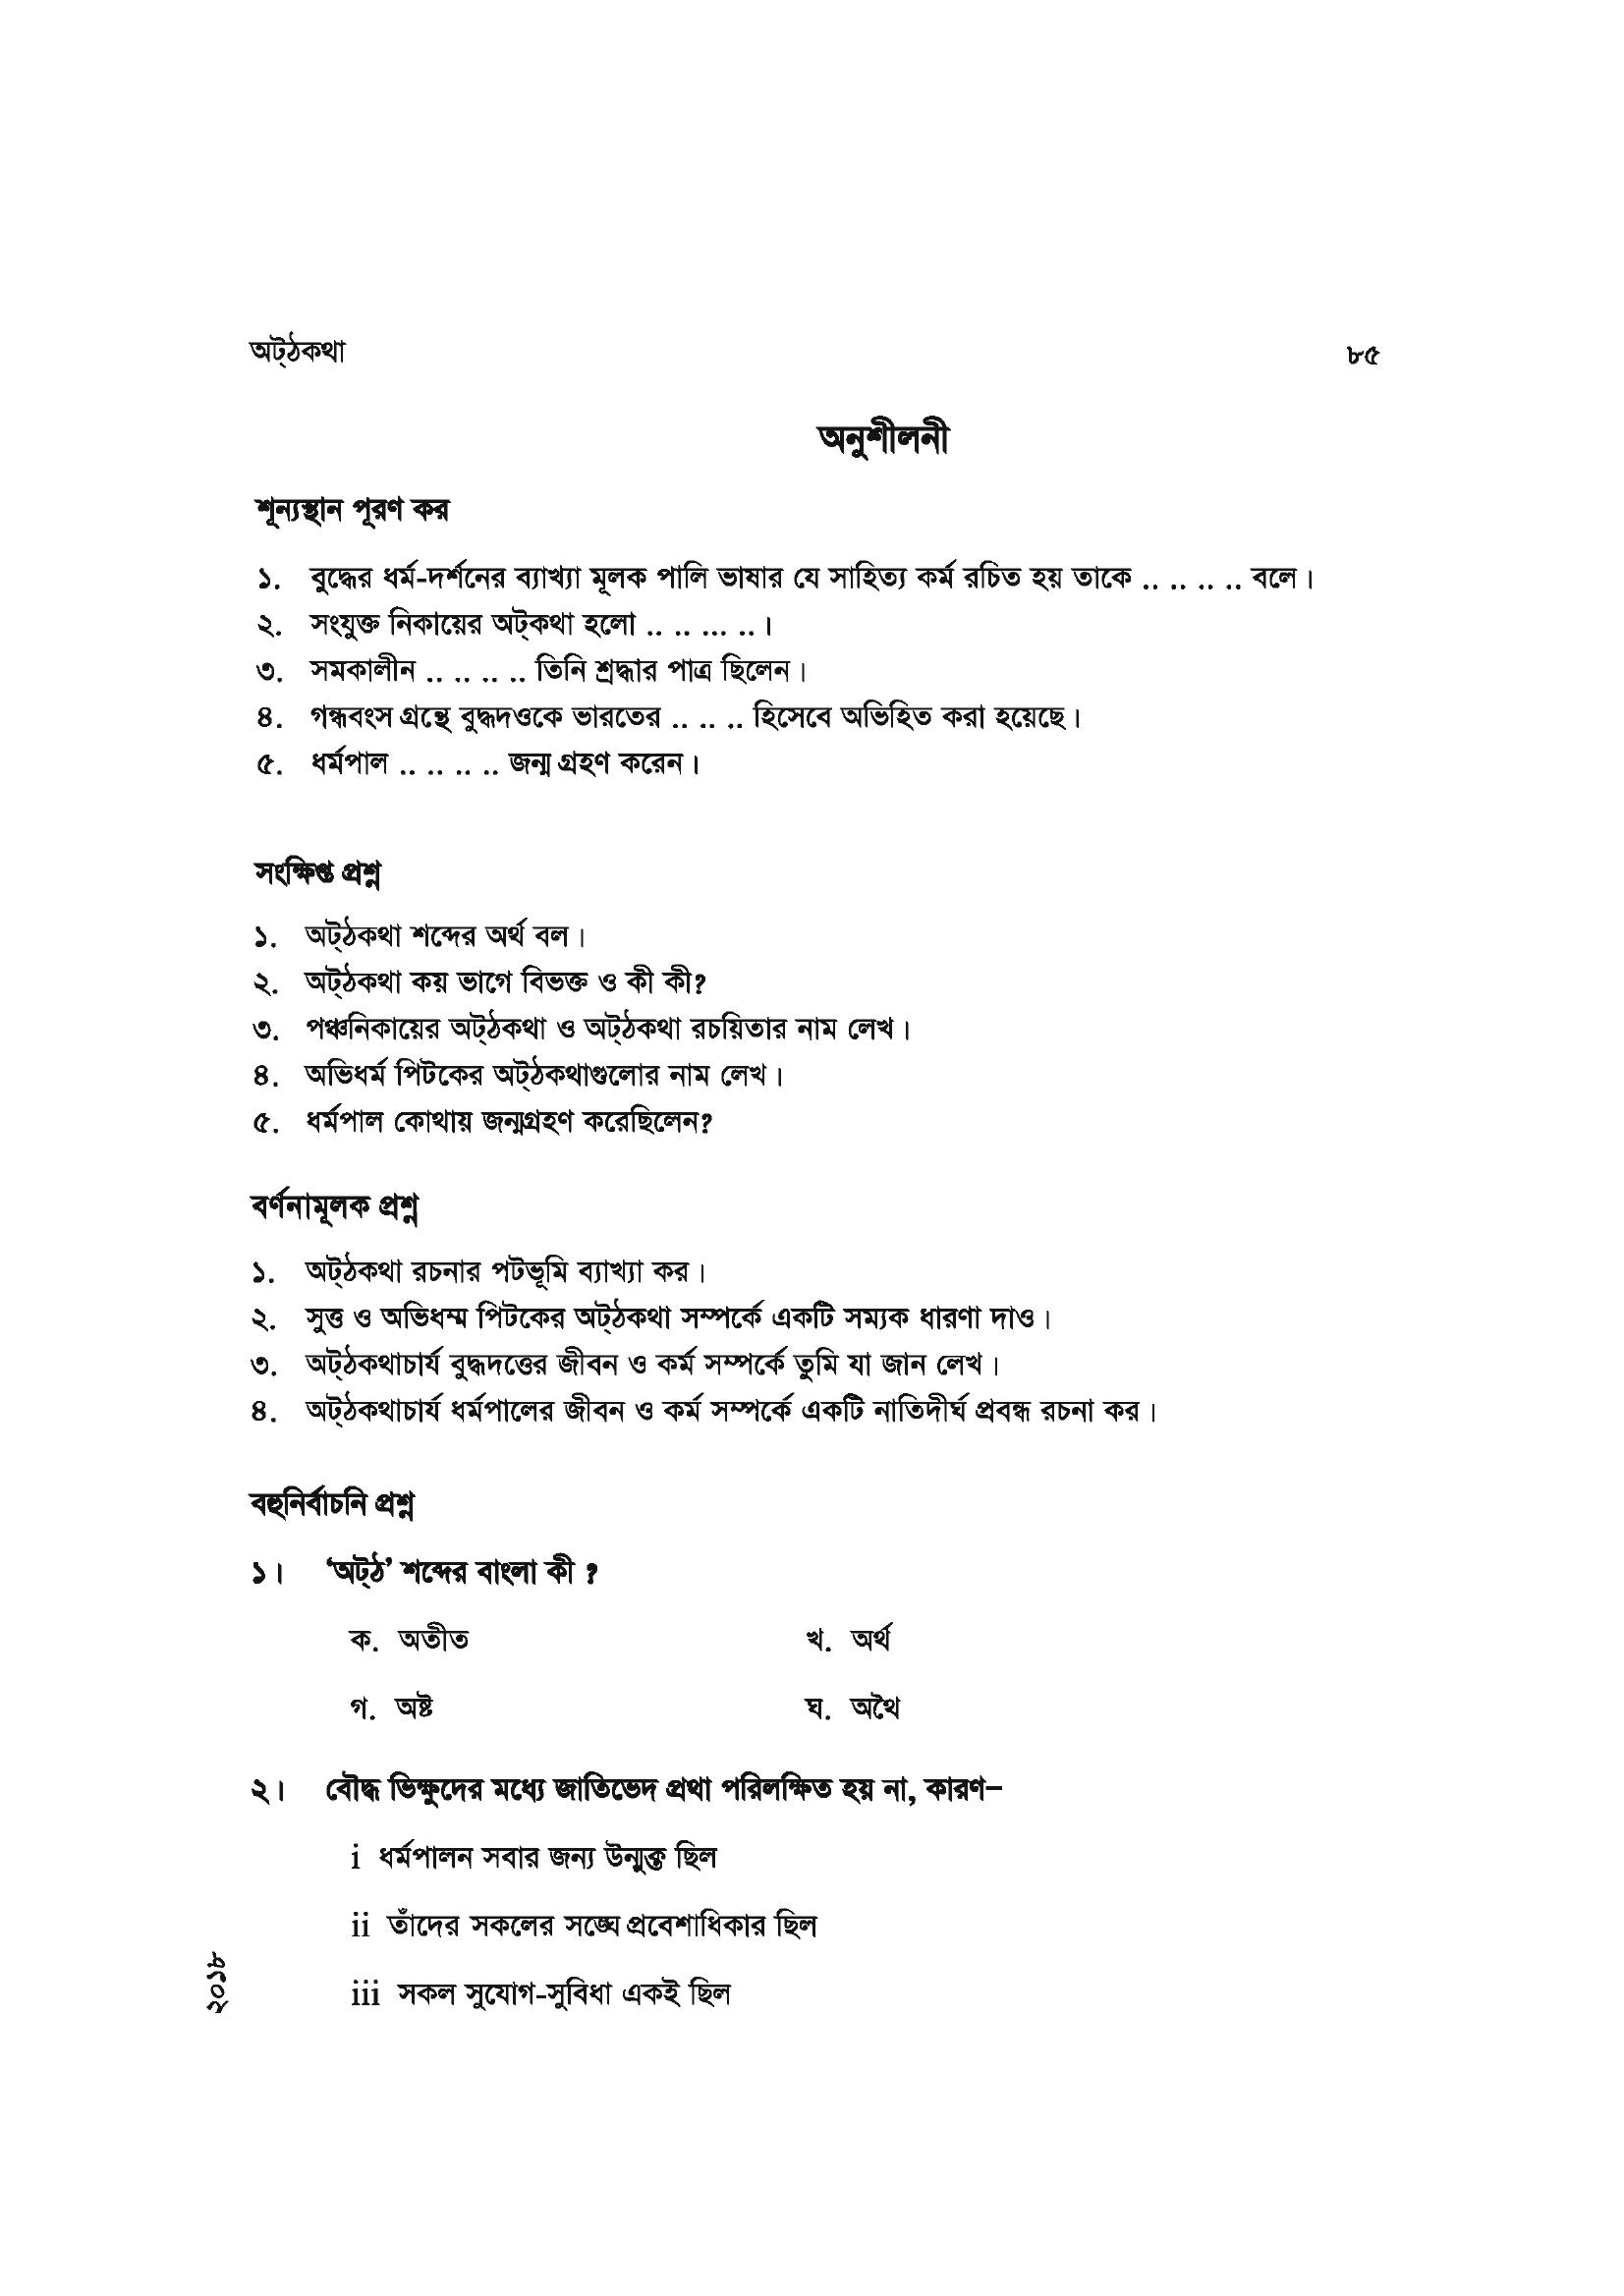 অট্ঠকথা ৮৫
অনুশীলনী
শূন্যস্থান পূরণ কর
১. বুদ্ধের ধর্ম-দর্শনের ব্যাখ্যা মূলক পালি ভাষার যে সাহিত্য কর্ম রচিত হয় তাকে .. .. .. .. বলে।
২. সংযুক্ত নিকায়ের অট্কথা হলো .. .. ... ..।
৩. সমকালীন .. .. .. .. তিনি শ্রদ্ধার পাত্র ছিলেন।
৪. গন্ধবংস গ্রন্থে বুদ্ধদওকে ভারতের .. .. .. হিসেবে অভিহিত করা হয়েছে।
৫. ধর্মপাল .. .. .. .. জন্ম গ্রহণ করেন।
সংক্ষিপ্ত প্রশ্ন
১. অট্ঠকথা শব্দের অর্থ বল।
২. অট্ঠকথা কয় ভাগে বিভক্ত ও কী কী?
৩. পঞ্চনিকায়ের অট্ঠকথা ও অট্ঠকথা রচয়িতার নাম লেখ।
৪. অভিধর্ম পিটকের অট্ঠকথাগুলোর নাম লেখ।
৫. ধর্মপাল কোথায় জন্মগ্রহণ করেছিলেন?
বর্ণনামূলক প্রশ্ন
১. অট্ঠকথা রচনার পটভূমি ব্যাখ্যা কর।
২. সুত্ত ও অভিধম্ম পিটকের অট্ঠকথা সম্পর্কে একটি সম্যক ধারণা দাও।
৩. অট্ঠকথাচার্য বুদ্ধদত্তের জীবন ও কর্ম সম্পর্কে তুমি যা জান লেখ।
৪. অট্ঠকথাচার্য ধর্মপালের জীবন ও কর্ম সম্পর্কে একটি নাতিদীর্ঘ প্রবন্ধ রচনা কর।
বহুনির্বাচনি প্রশ্ন
১। ‘অট্ঠ’ শব্দের বাংলা কী ?
ক. অতীত খ. অর্থ
গ. অষ্ট ঘ. অথৈ
২। বৌদ্ধ ভিক্ষুদের মধ্যে জাতিভেদ প্রথা পরিলক্ষিত হয় না, কারণ–
i ধর্মপালন সবার জন্য উন্মুক্ত ছিল
ii তাঁদের সকলের সঙ্ঘে প্রবেশাধিকার ছিল
iii সকল সুযোগ-সুবিধা একই ছিল
২০১৮